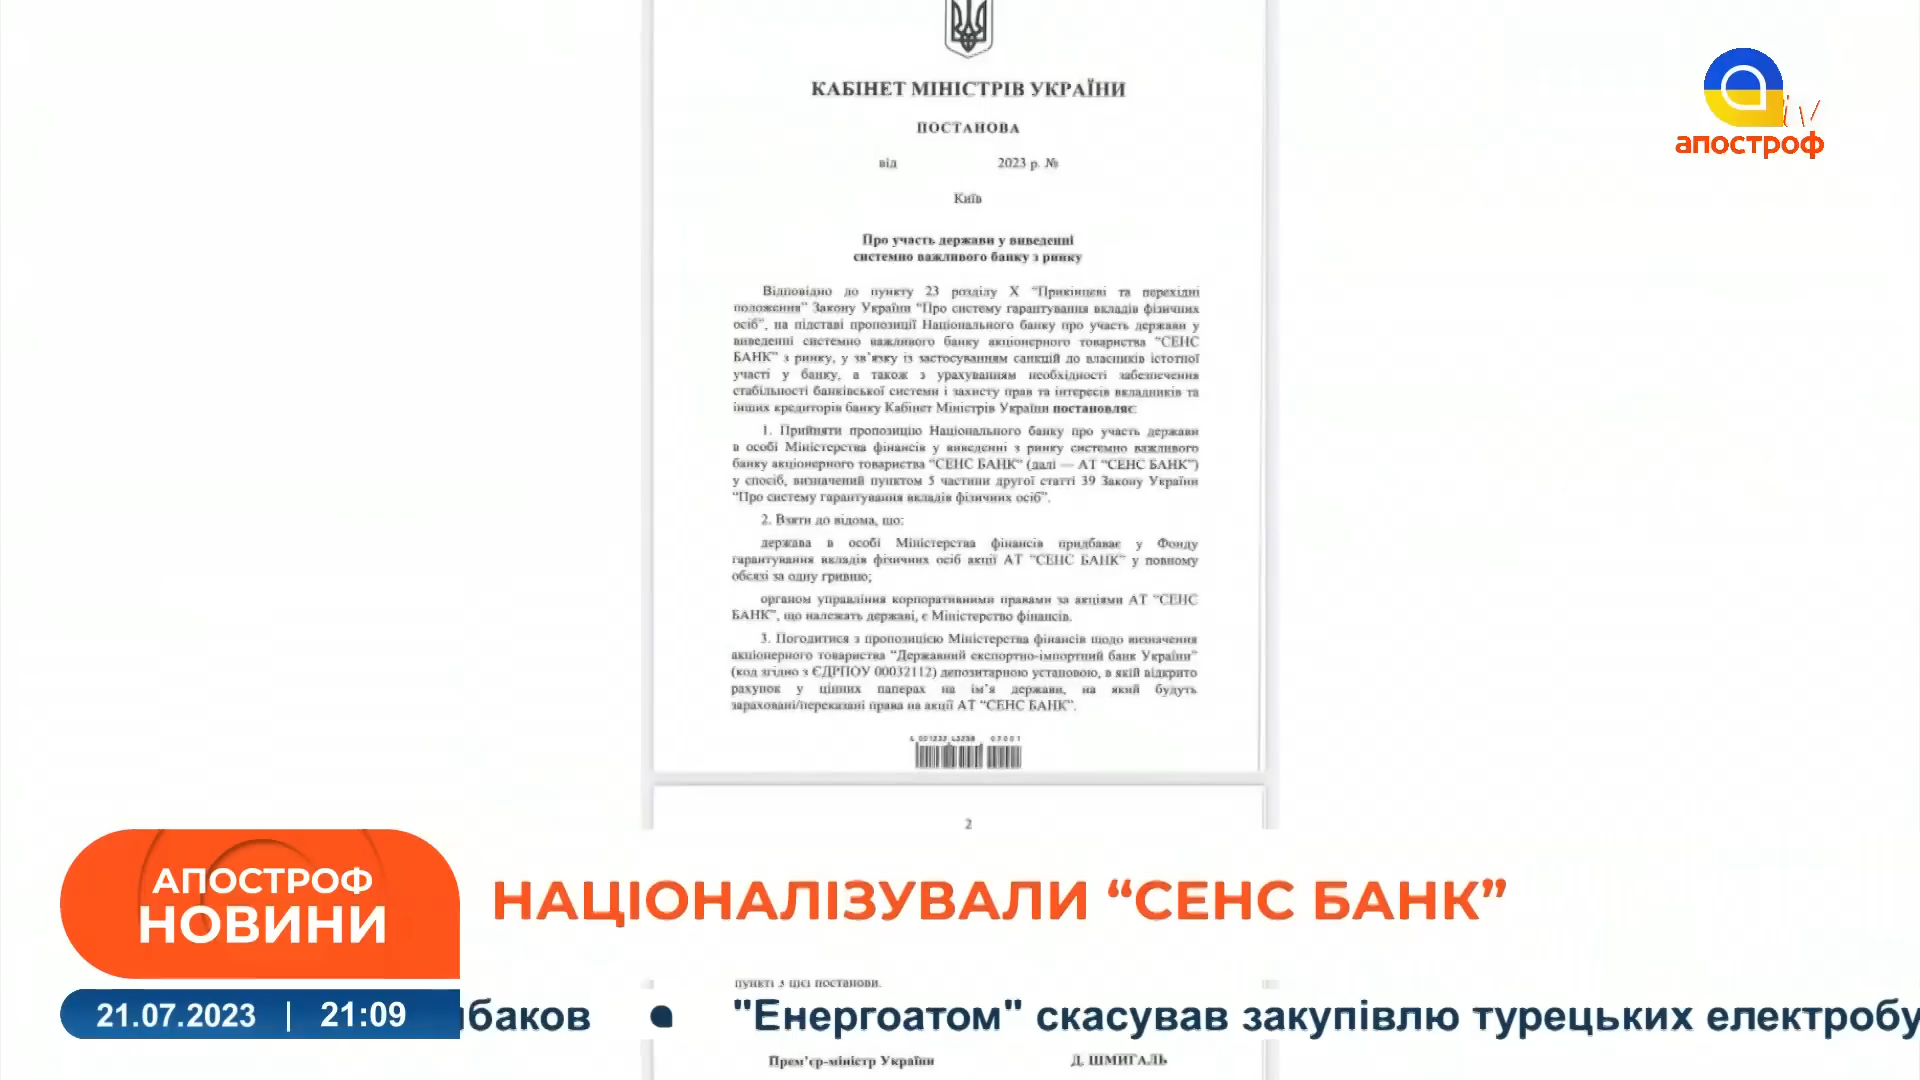 КАБІНЕТ МІНІСТРІВ УКРАЇНИ
ПОСТАНОВА
від 2023 р. №
Київ
Про участь держави у виведенні
системно важливого банку з ринку
Відповідно до пункту 23 розділу X “Прикінцеві та перехідні
положення” Закону України “Про систему гарантування вкладів фізичних
осіб”, на підставі пропозиції Національного банку про участь держави у
виведенні системно важливого банку акціонерного товариства “СЕНС
БАНК” з ринку, у зв’язку із застосуванням санкцій до власників істотної
участі у банку, а також з урахуванням необхідності забезпечення
стабільності банківської системи і захисту прав та інтересів вкладників та
інших кредиторів банку Кабінет Міністрів України постановляє:
1. Прийняти пропозицію Національного банку про участь держави
в особі Міністерства фінансів у виведенні з ринку системно важливого
банку акціонерного товариства “СЕНС БАНК” (далі — АТ “СЕНС БАНК”)
у спосіб, визначений пунктом 5 частини другої статті 39 Закону України
“Про систему гарантування вкладів фізичних осіб”.
2. Взяти до відома, що:
держава в особі Міністерства фінансів придбаває у Фонду
гарантування вкладів фізичних осіб акції АТ “СЕНС БАНК” у повному
обсязі за одну гривню;
органом управління корпоративними правами за акціями АТ “СЕНС
БАНК”, що належать державі, є Міністерство фінансів.
3. Погодитися з пропозицією Міністерства фінансів щодо визначення
акціонерного товариства “Державний експортно-імпортний банк України”
(код згідно з ЄДРПОУ 00032112) депозитарною установою, в якій відкрито
рахунок у цінних паперах на ім’я держави, на який будуть
зараховані/переказані права на акції АТ “СЕНС БАНК”.
2
пункті 3 цієї постанови.
Прем’єр-міністр України Д. ШМИГАЛЬ
tv
апостроф
АПОСТРОФ
НОВИНИ
НАЦІОНАЛІЗУВАЛИ “СЕНС БАНК”
21.07.2023 | 21:09
баков • "Енергоатом" скасував закупівлю турецьких електробу